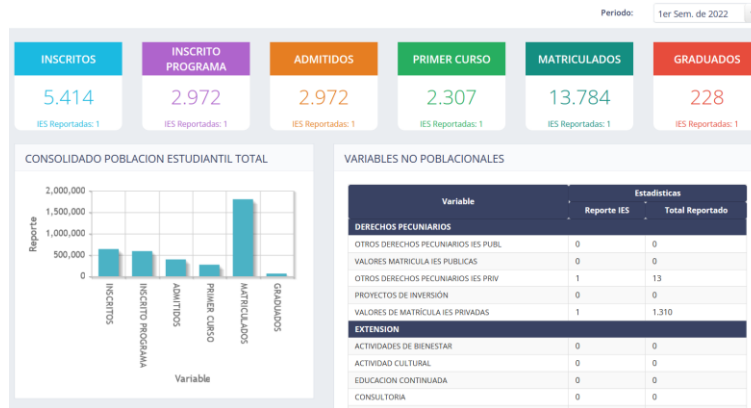 Periodo: 1er Sem. de 2022
INSCRITOS
5.414
IES Reportadas: 1
INSCRITO PROGRAMA
2.972
IES Reportadas: 1
ADMITIDOS
2.972
IES Reportadas: 1
PRIMER CURSO
2.307
IES Reportadas: 1
MATRICULADOS
13.784
IES Reportadas: 1
GRADUADOS
228
IES Reportadas: 1
CONSOLIDADO POBLACION ESTUDIANTIL TOTAL
Reporte
2,000,000
1,500,000
1,000,000
500,000
0
INSCRITOS
INSCRITO PROGRAMA
ADMITIDOS
PRIMER CURSO
MATRICULADOS
GRADUADOS
Variable
VARIABLES NO POBLACIONALES
Variable Estadisticas
Reporte IES Total Reportado
DERECHOS PECUNIARIOS
OTROS DERECHOS PECUNIARIOS IES PUBL 0 0
VALORES MATRICULA IES PUBLICAS 0 0
OTROS DERECHOS PECUNIARIOS IES PRIV 1 13
PROYECTOS DE INVERSIÓN 0 0
VALORES DE MATRÍCULA IES PRIVADAS 1 1.310
EXTENSION
ACTIVIDADES DE BIENESTAR 0 0
ACTIVIDAD CULTURAL 0 0
EDUCACION CONTINUADA 0 0
CONSULTORIA 0 0